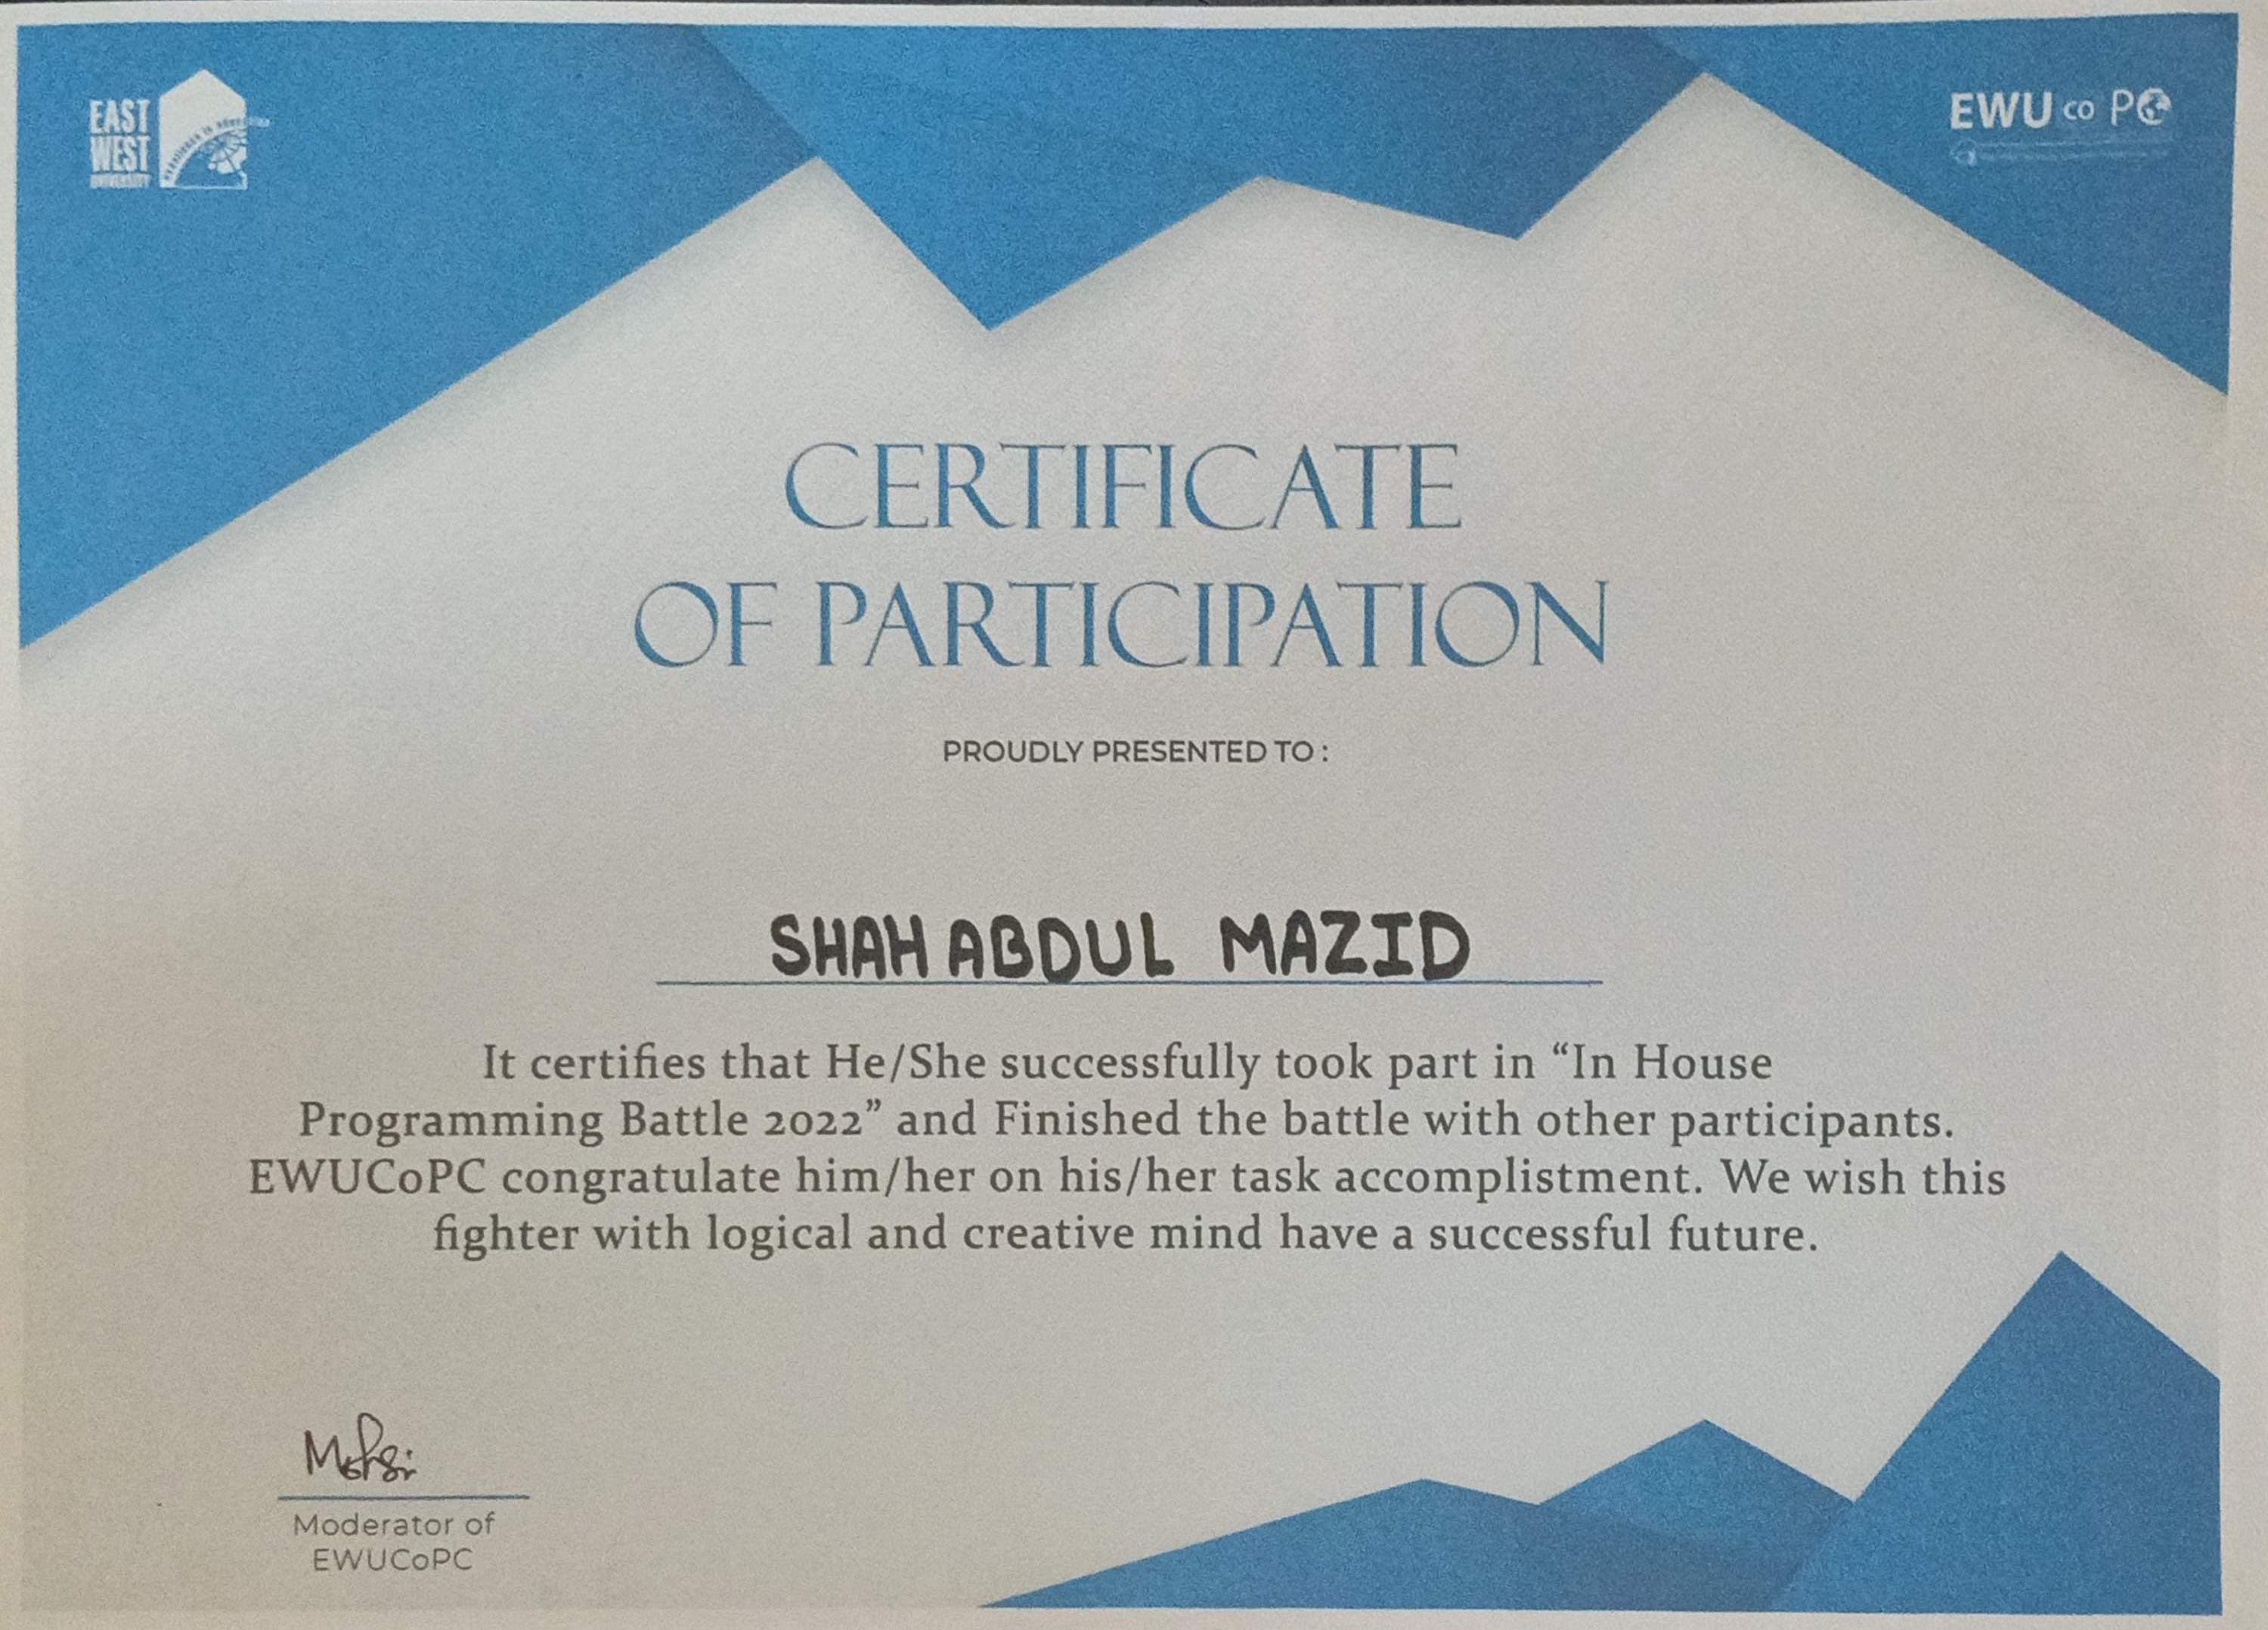 EAST
WEST
UNIVERSITY
EWU co PC
CERTIFICATE
OF PARTICIPATION
PROUDLY PRESENTED TO :
SHAH ABDUL MAZID
It certifies that He/She successfully took part in “In House
Programming Battle 2022” and Finished the battle with other participants.
EWUCoPC congratulate him/her on his/her task accomplistment. We wish this
fighter with logical and creative mind have a successful future.
Moderator of
EWUCoPC